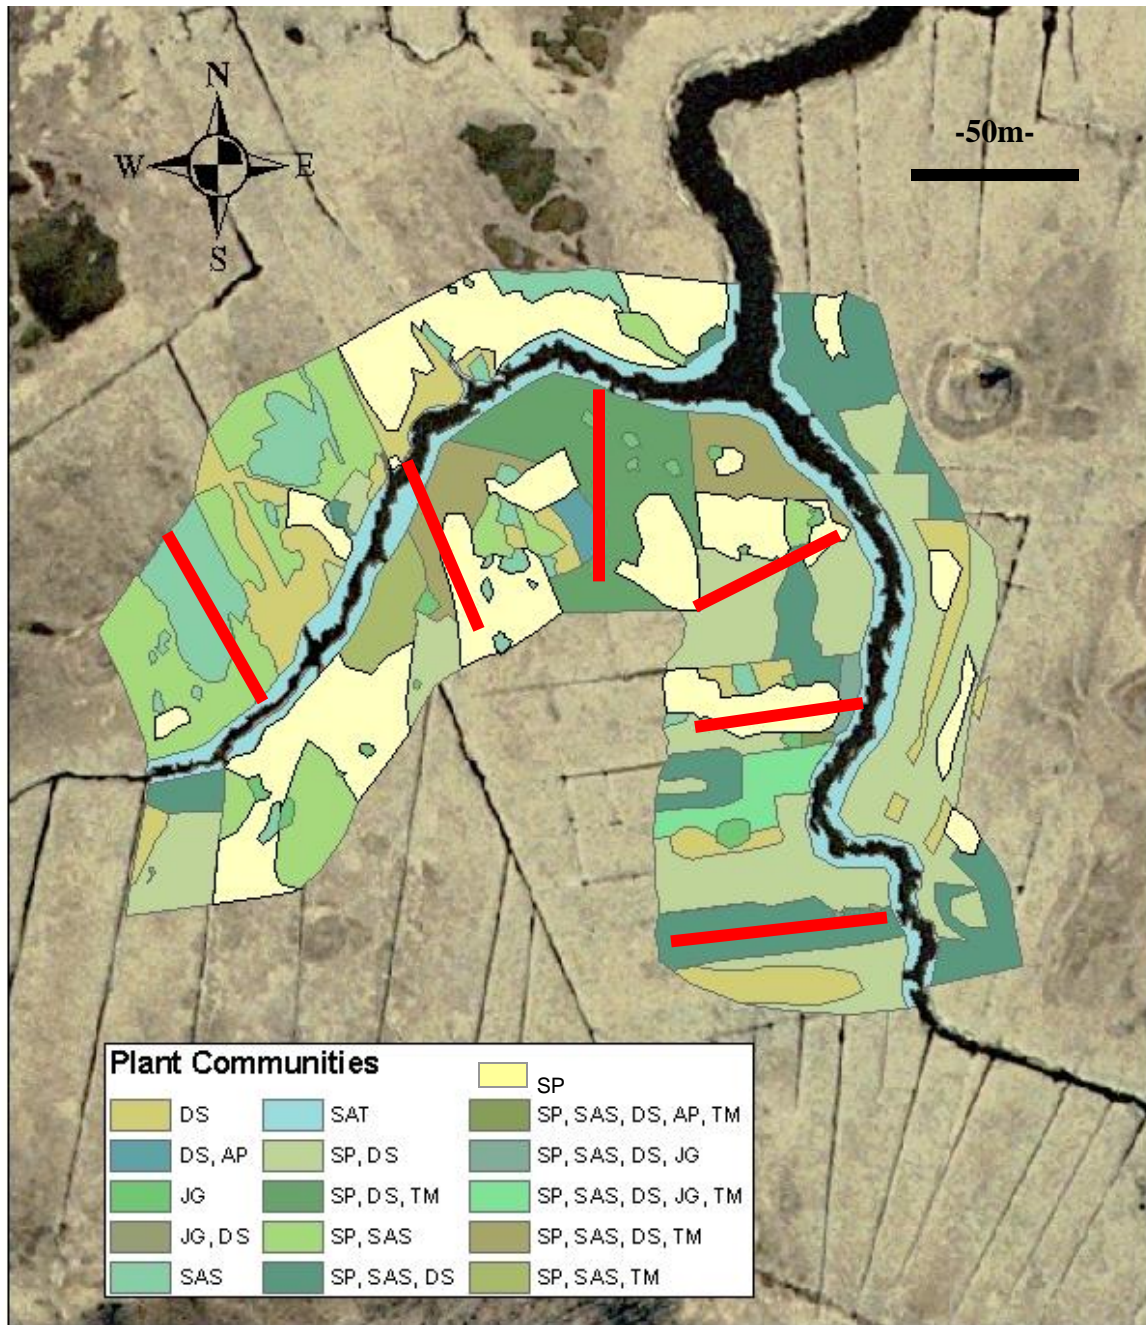 N
W E
S
-50m-
Plant Communities
SP
DS SAT SP, SAS, DS, AP, TM
DS, AP SP, DS SP, SAS, DS, JG
JG SP, DS, TM SP, SAS, DS, JG, TM
JG, DS SP, SAS SP, SAS, DS, TM
SAS SP, SAS, DS SP, SAS, TM